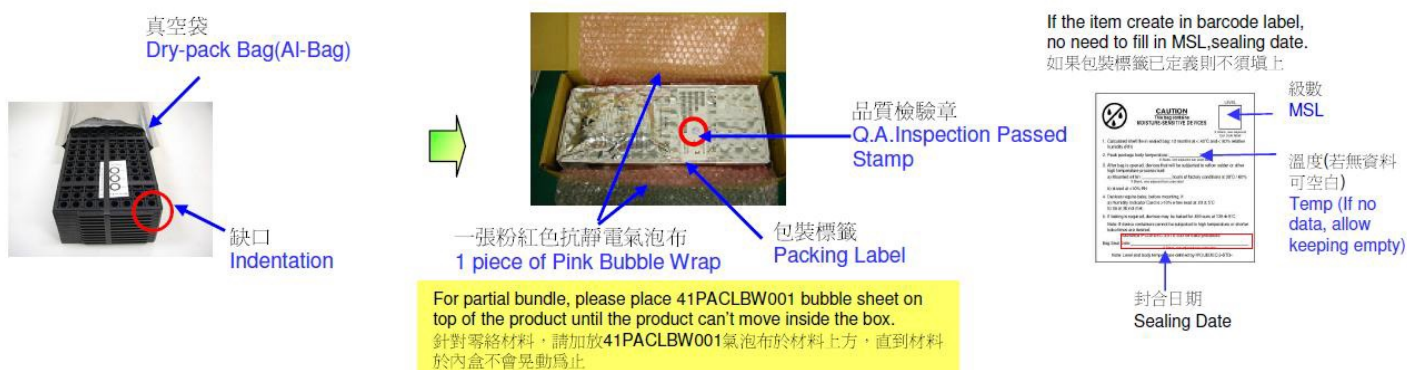 真空袋
Dry-pack Bag(Al-Bag)
缺口
Indentation
品質檢驗章
Q.A.Inspection Passed
Stamp
一張粉紅色抗靜電氣泡布
1 piece of Pink Bubble Wrap
包裝標籤
Packing Label
For partial bundle, please place 41PACLBW001 bubble sheet on
top of the product until the product can't move inside the box.
針對零絡材料，請加放41PACLBW001氣泡布於材料上方，直到材料
於內盒不會晃動爲止
If the item create in barcode label,
no need to fill in MSL,sealing date.
如果包裝標籤已定義則不須塡上
級數
MSL
LEVEL
CAUTION
This bag contains
MOISTURE-SENSITIVE DEVICES
溫度(若無資料
可空白)
Temp (If no
data, allow
keeping empty)
封合日期
Sealing Date